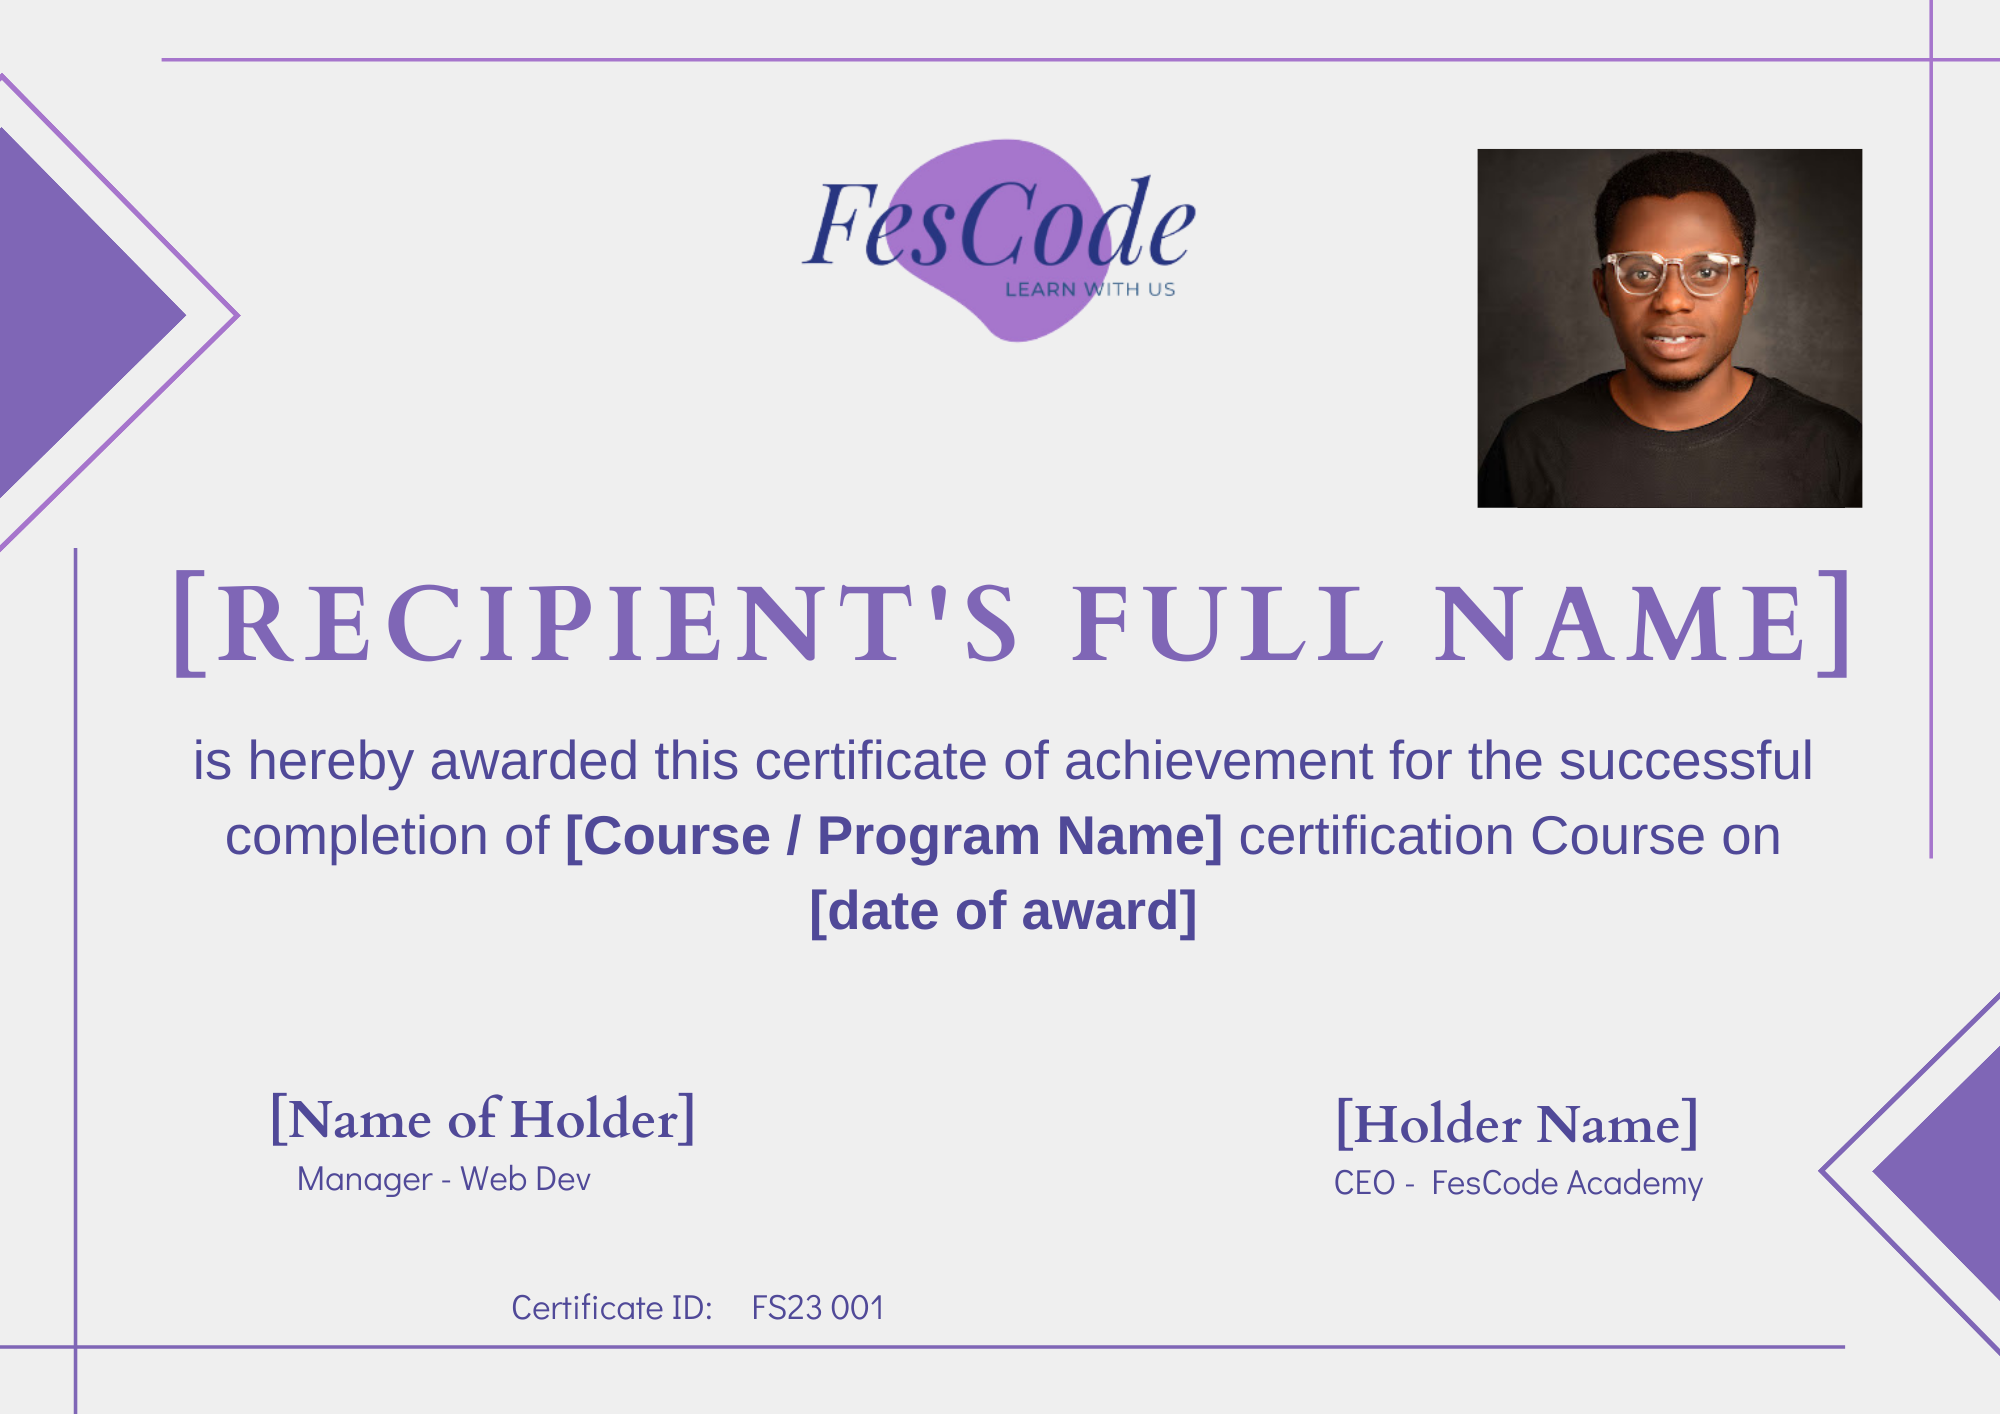 FesCode
LEARN WITH US
[RECIPIENT'S FULL NAME]
is hereby awarded this certificate of achievement for the successful
completion of [Course / Program Name] certification Course on
[date of award]
[Name of Holder]
Manager - Web Dev
[Holder Name]
CEO - FesCode Academy
Certificate ID: FS23 001